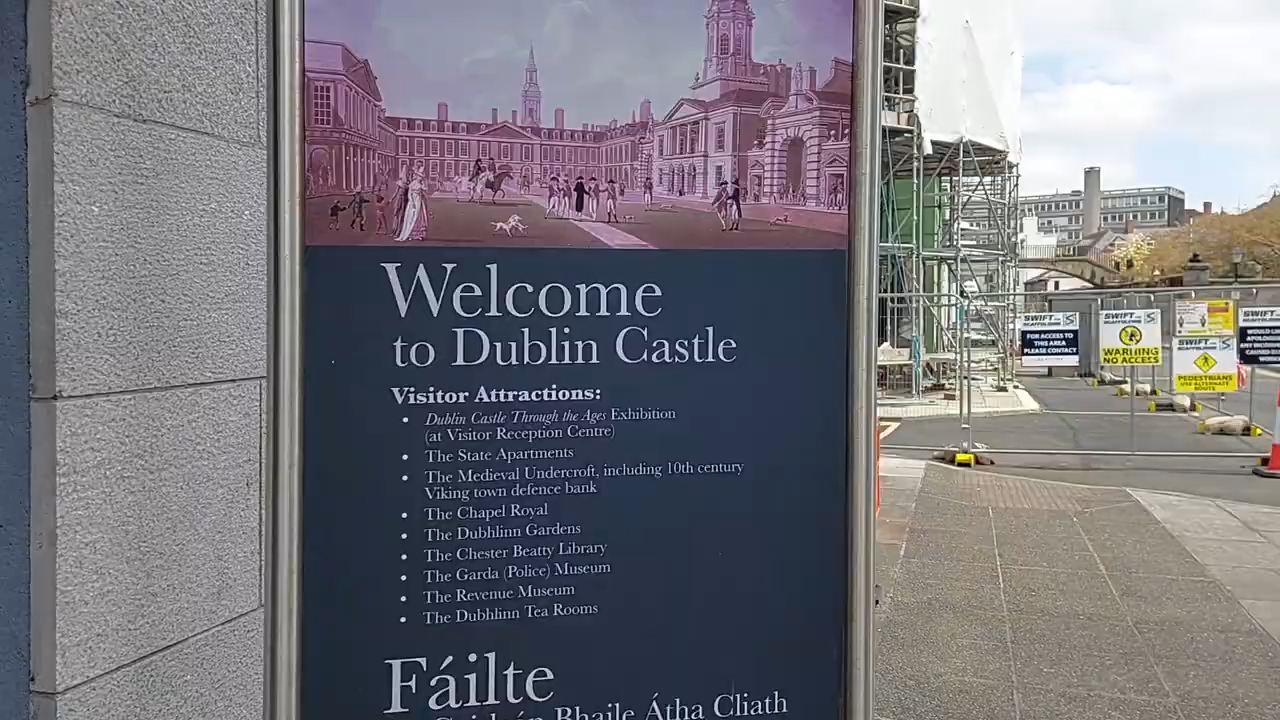 Welcome
to Dublin Castle
Visitor Attractions:
• Dublin Castle Through the Ages Exhibition
(at Visitor Reception Centre)
• The State Apartments
• The Medieval Undercroft, including 10th century
Viking town defence bank
• The Chapel Royal
• The Dubhlinn Gardens
• The Chester Beatty Library
• The Garda (Police) Museum
• The Revenue Museum
• The Dubhlinn Tea Rooms
Fáilte
Bhaile Átha Cliath
SWIFT
SCAFFOLDING
FOR ACCESS TO
THIS AREA
PLEASE CONTACT
SWIFT
SCAFFOLDING
WARNING
NO ACCESS
SWIFT
SCAFFOLDING
PEDESTRIANS
USE ALTERNATE
ROUTE
SWIFT